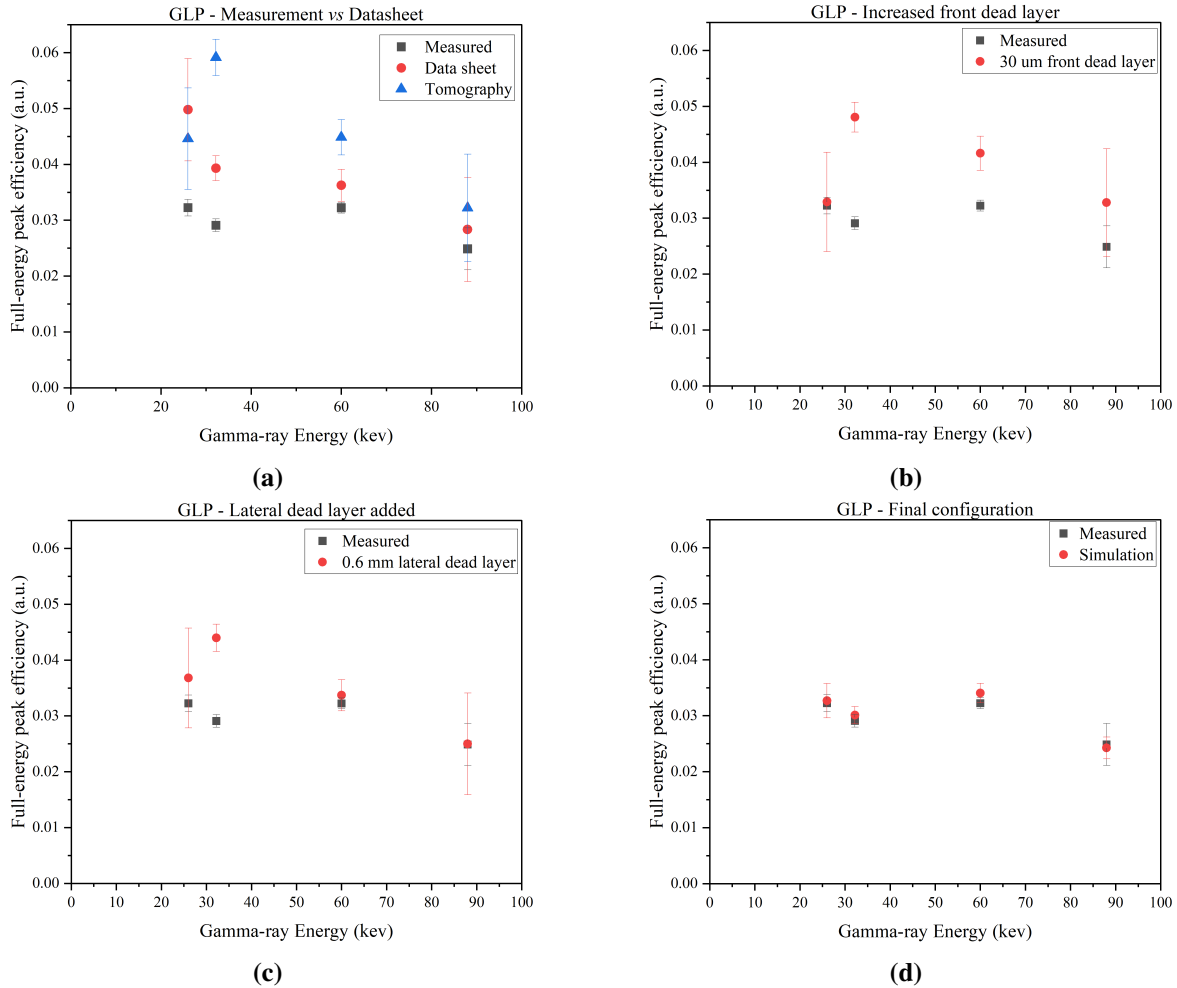 GLP - Measurement vs Datasheet
Measured
Data sheet
Tomography
Full-energy peak efficiency (a.u.)
0.06
0.05
0.04
0.03
0.02
0.01
0.00
0 20 40 60 80 100
Gamma-ray Energy (kev)
(a)
GLP - Increased front dead layer
Measured
30 um front dead layer
Full-energy peak efficiency (a.u.)
0.06
0.05
0.04
0.03
0.02
0.01
0.00
0 10 20 30 40 50 60 70 80 90 100
Gamma-ray Energy (kev)
(b)
GLP - Lateral dead layer added
Measured
0.6 mm lateral dead layer
Full-energy peak efficiency (a.u.)
0.06
0.05
0.04
0.03
0.02
0.01
0.00
0 10 20 30 40 50 60 70 80 90 100
Gamma-ray Energy (kev)
(c)
GLP - Final configuration
Measured
Simulation
Full-energy peak efficiency (a.u.)
0.06
0.05
0.04
0.03
0.02
0.01
0.00
0 10 20 30 40 50 60 70 80 90 100
Gamma-ray Energy (kev)
(d)